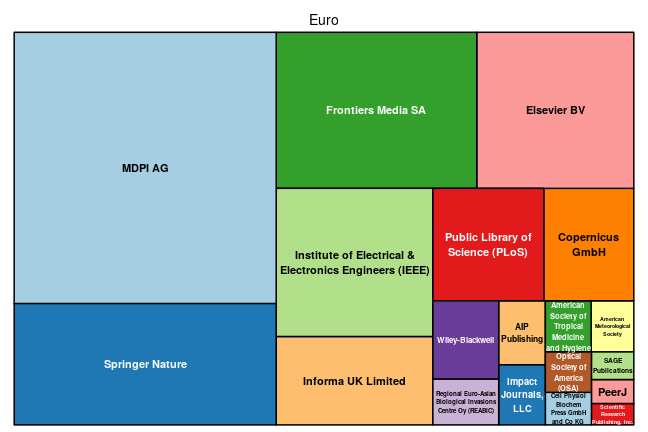 Euro
MDPI AG
Springer Nature
Frontiers Media SA
Elsevier BV
Institute of Electrical &
Electronics Engineers (IEEE)
Informa UK Limited
Public Library of
Science (PLoS)
Copernicus
GmbH
Wiley-Blackwell
Regional Euro-Asian
Biological Invasions
Centre Oy (REABIC)
AIP
Publishing
Impact
Journals,
LLC
American
Society of
Tropical
Medicine
and Hygiene
Optical
Society of
America
(OSA)
Cell Physiol
Biochem
Press GmbH
and Co KG
American
Meteorological
Society
SAGE
Publications
PeerJ
Scientific
Research
Publishing, Inc.